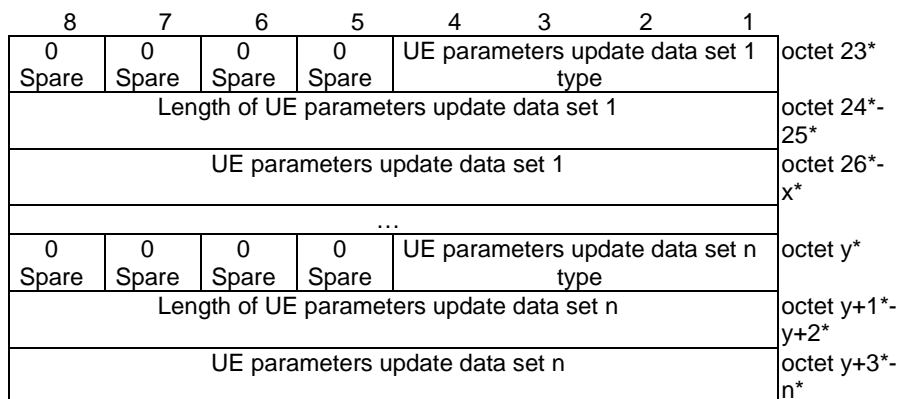 8 7 6 5 4 3 2 1
0 0 0 0 UE parameters update data set 1 octet 23*
Spare Spare Spare Spare type
Length of UE parameters update data set 1 octet 24*-
25*
UE parameters update data set 1 octet 26*-
x*
…
0 0 0 0 UE parameters update data set n octet y*
Spare Spare Spare Spare type
Length of UE parameters update data set n octet y+1*-
y+2*
UE parameters update data set n octet y+3*-
n*